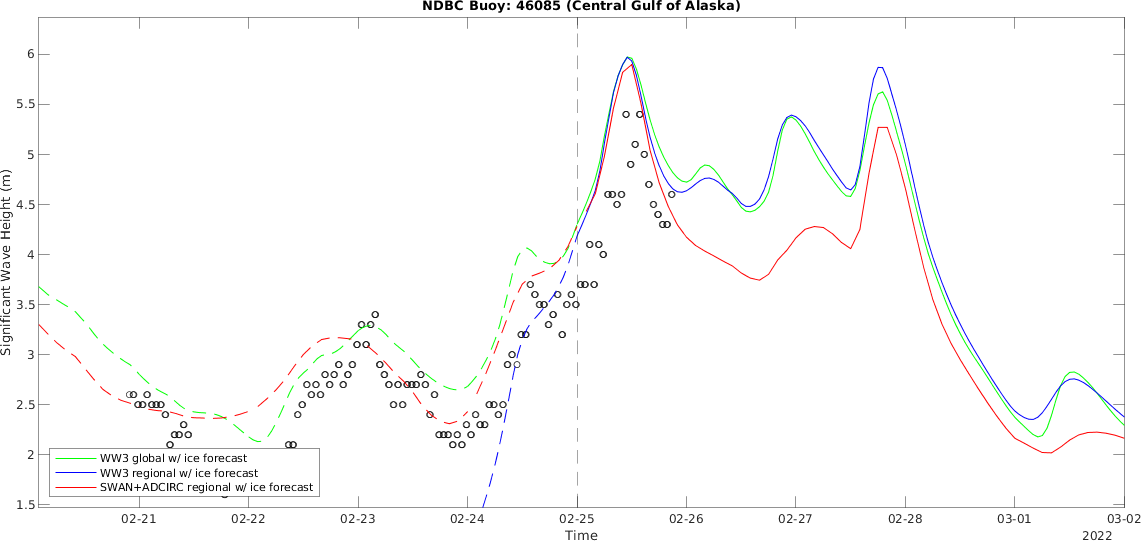 NDBC Buoy: 46085 (Central Gulf of Alaska)
Significant Wave Height (m)
6
5.5
5
4.5
4
3.5
3
2.5
2
1.5
WW3 global w/ ice forecast
WW3 regional w/ ice forecast
SWAN+ADCIRC regional w/ ice forecast
02-21 02-22 02-23 02-24 02-25 02-26 02-27 02-28 03-01 03-02
Time
2022